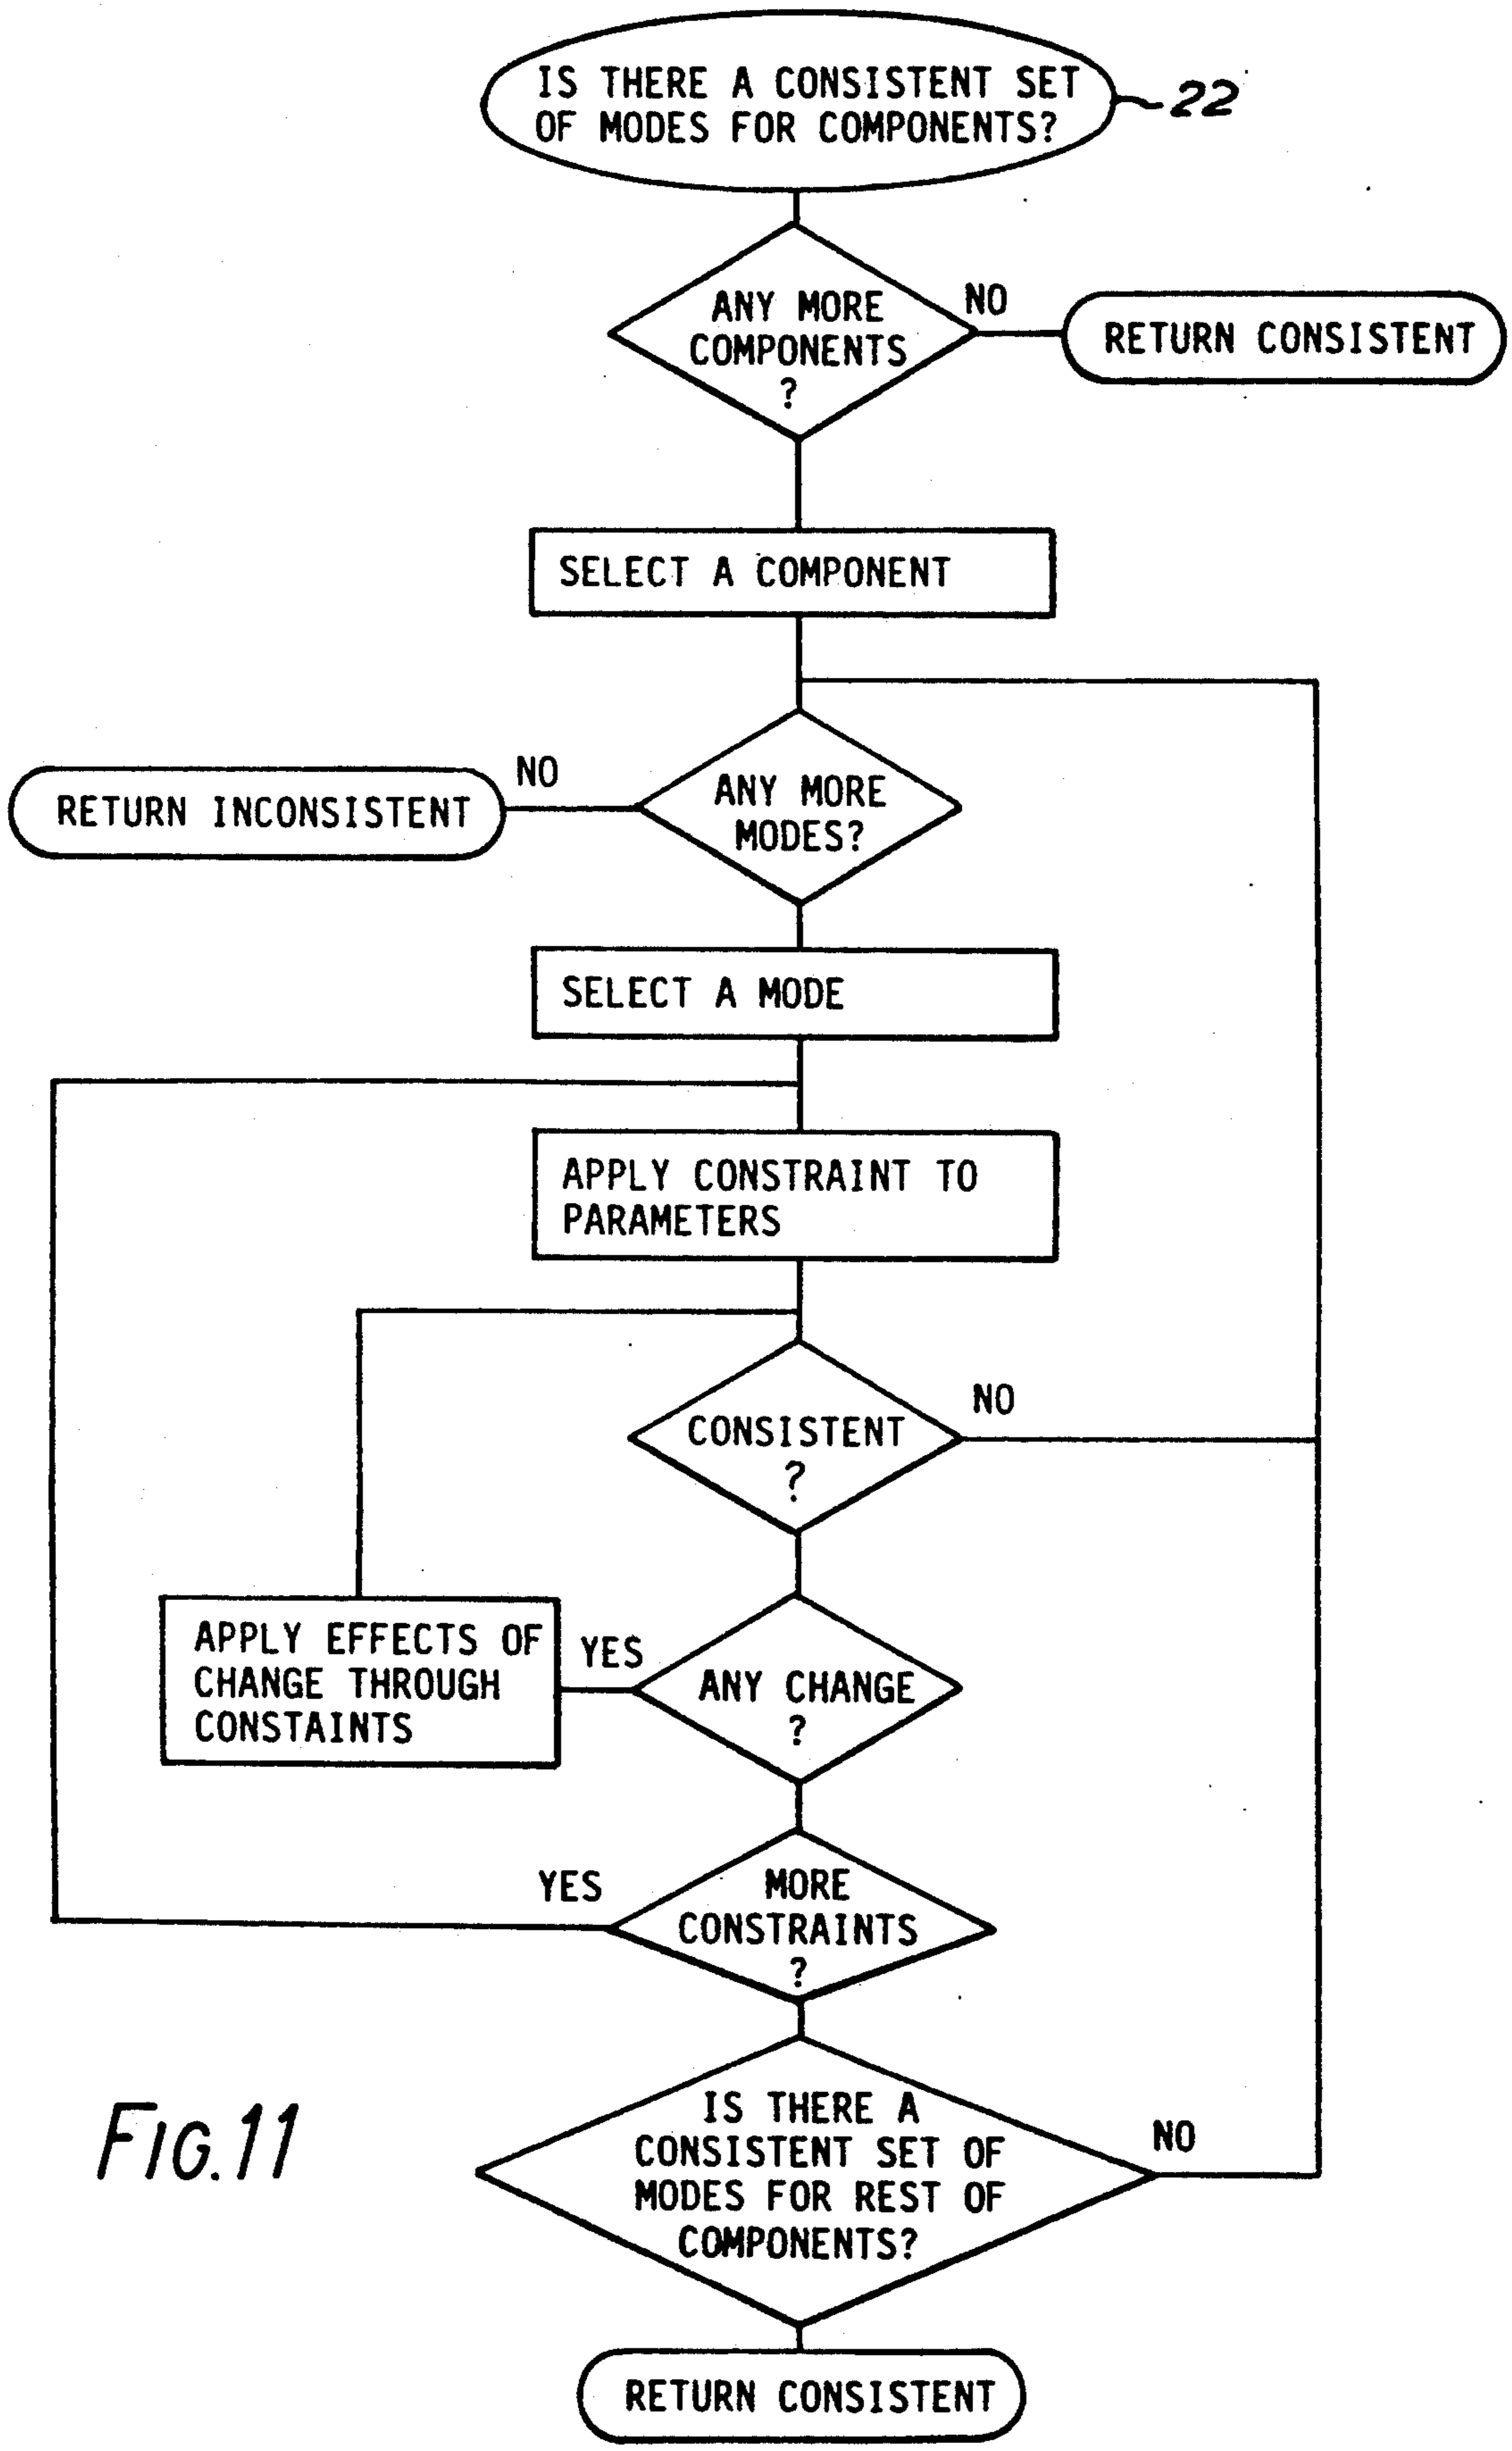 IS THERE A CONSISTENT SET
OF MODES FOR COMPONENTS?
22
ANY MORE
COMPONENTS
?
NO
RETURN CONSISTENT
SELECT A COMPONENT
NO
RETURN INCONSISTENT
ANY MORE
MODES?
SELECT A MODE
APPLY CONSTRAINT TO
PARAMETERS
CONSISTENT
?
NO
APPLY EFFECTS OF
CHANGE THROUGH
CONSTAINTS
YES
ANY CHANGE
?
YES
MORE
CONSTRAINTS
?
IS THERE A
CONSISTENT SET OF
MODES FOR REST OF
COMPONENTS?
NO
FIG.11
RETURN CONSISTENT